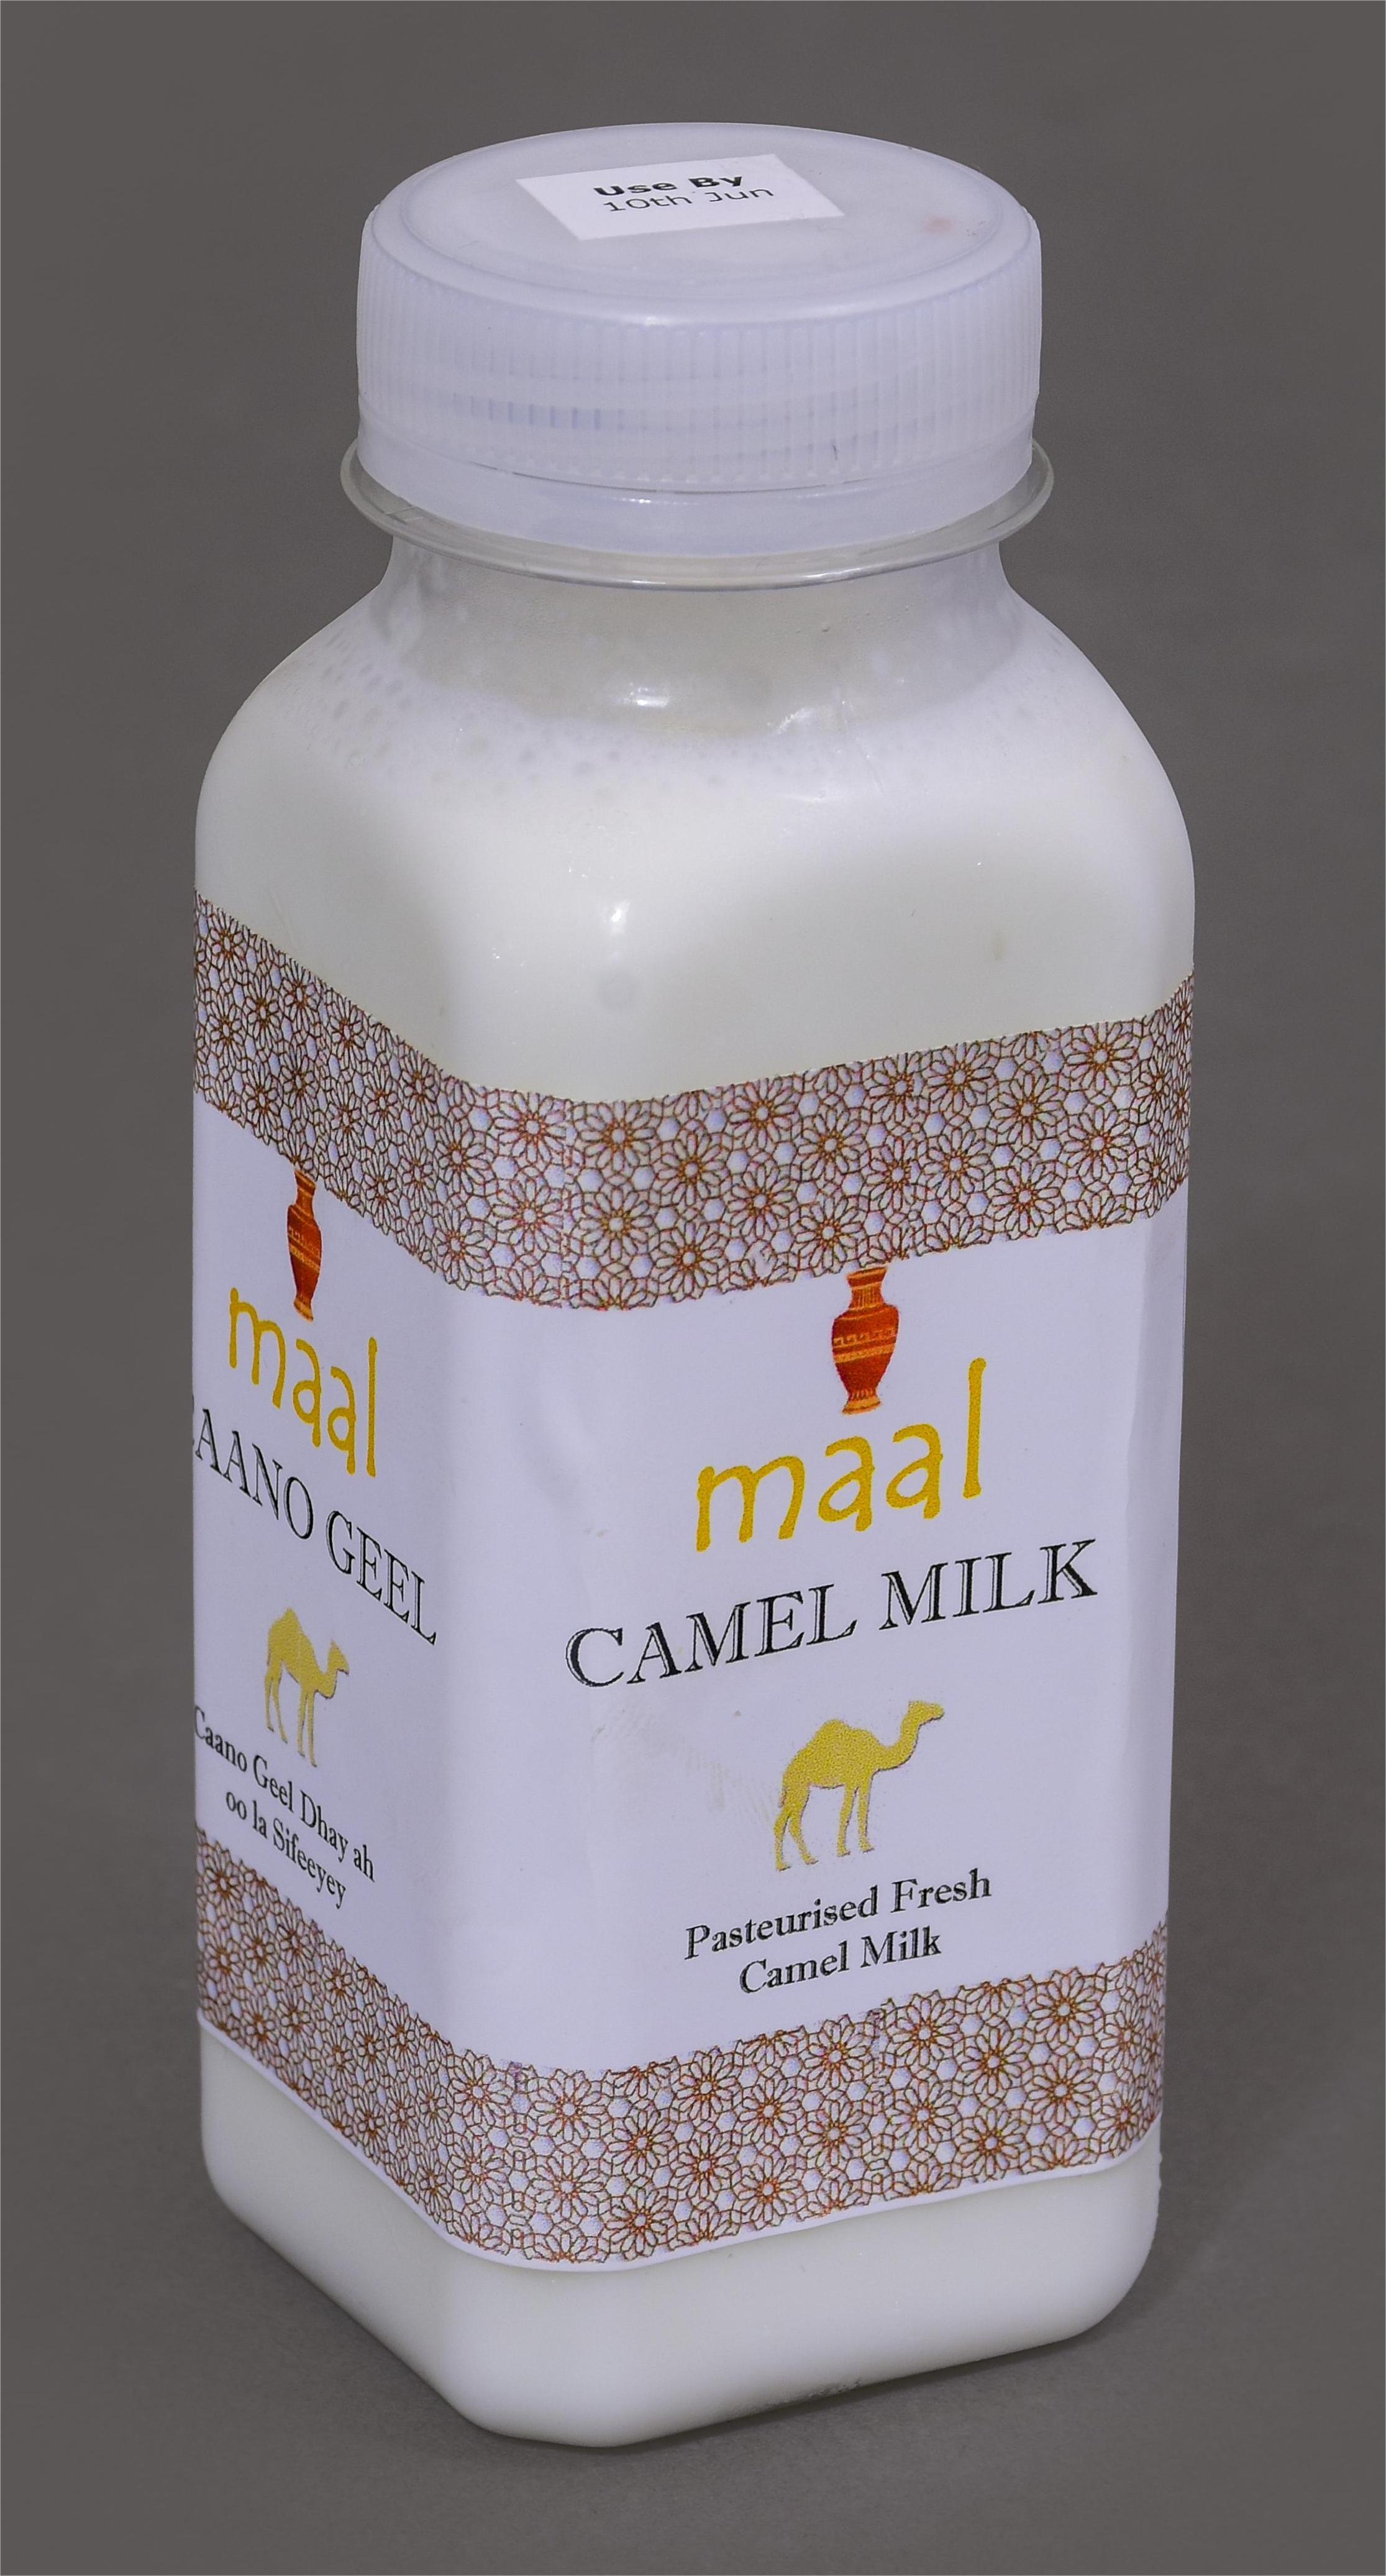 Use By
10th Jun
maal
CAANO GEEL
Caano Geel Dhay ah
oo la Sifeeyey
maal
CAMEL MILK
Pasteurised Fresh
Camel Milk